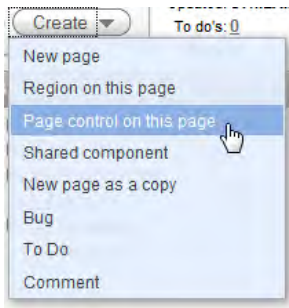 Create
To do's: 0
New page
Region on this page
Page control on this page
Shared component
New page as a copy
Bug
To Do
Comment